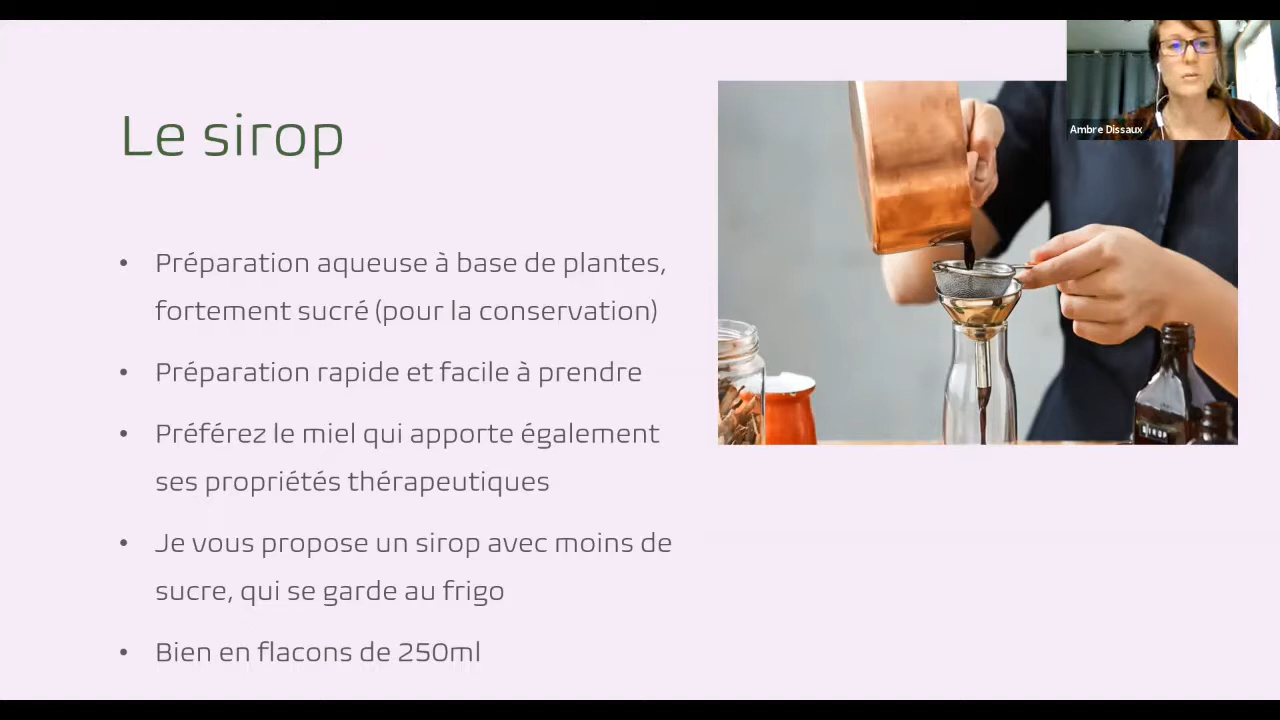 Le sirop
Ambre Dissaux
• Préparation aqueuse à base de plantes,
fortement sucré (pour la conservation)
• Préparation rapide et facile à prendre
• Préférez le miel qui apporte également
ses propriétés thérapeutiques
• Je vous propose un sirop avec moins de
sucre, qui se garde au frigo
• Bien en flacons de 250ml
SIROP